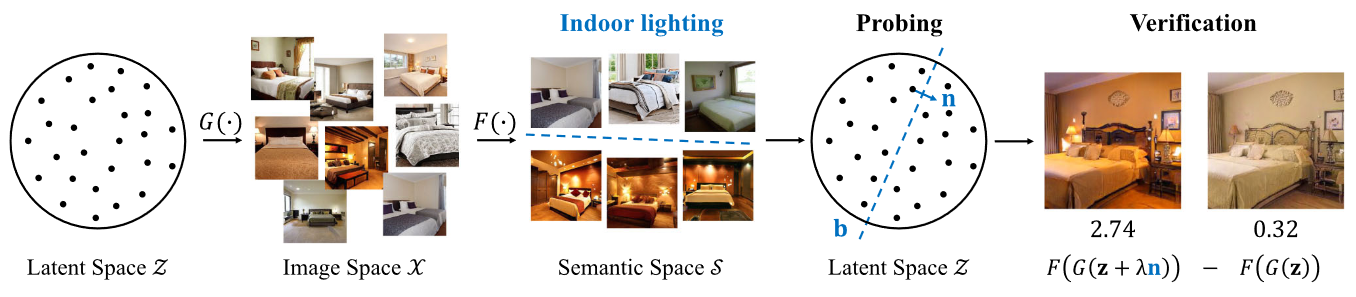 Indoor lighting
Probing
Verification
G(·)
F(·)
n
b
2.74
0.32
Latent Space 𝒵
Image Space 𝒳
Semantic Space 𝒮
Latent Space 𝒵
F(G(z + λn)) − F(G(z))